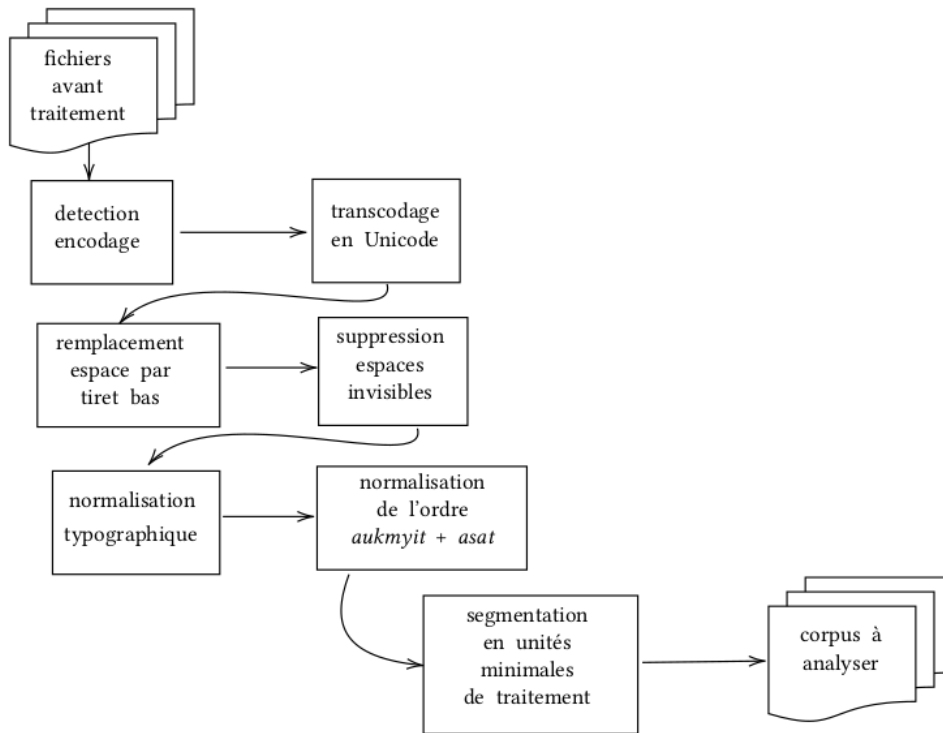 fichiers
avant
traitement
detection
encodage
transcodage
en Unicode
remplacement
espace par
tiret bas
suppression
espaces
invisibles
normalisation
typographique
normalisation
de l'ordre
aukmyit + asat
segmentation
en unités
minimales
de traitement
corpus à
analyser